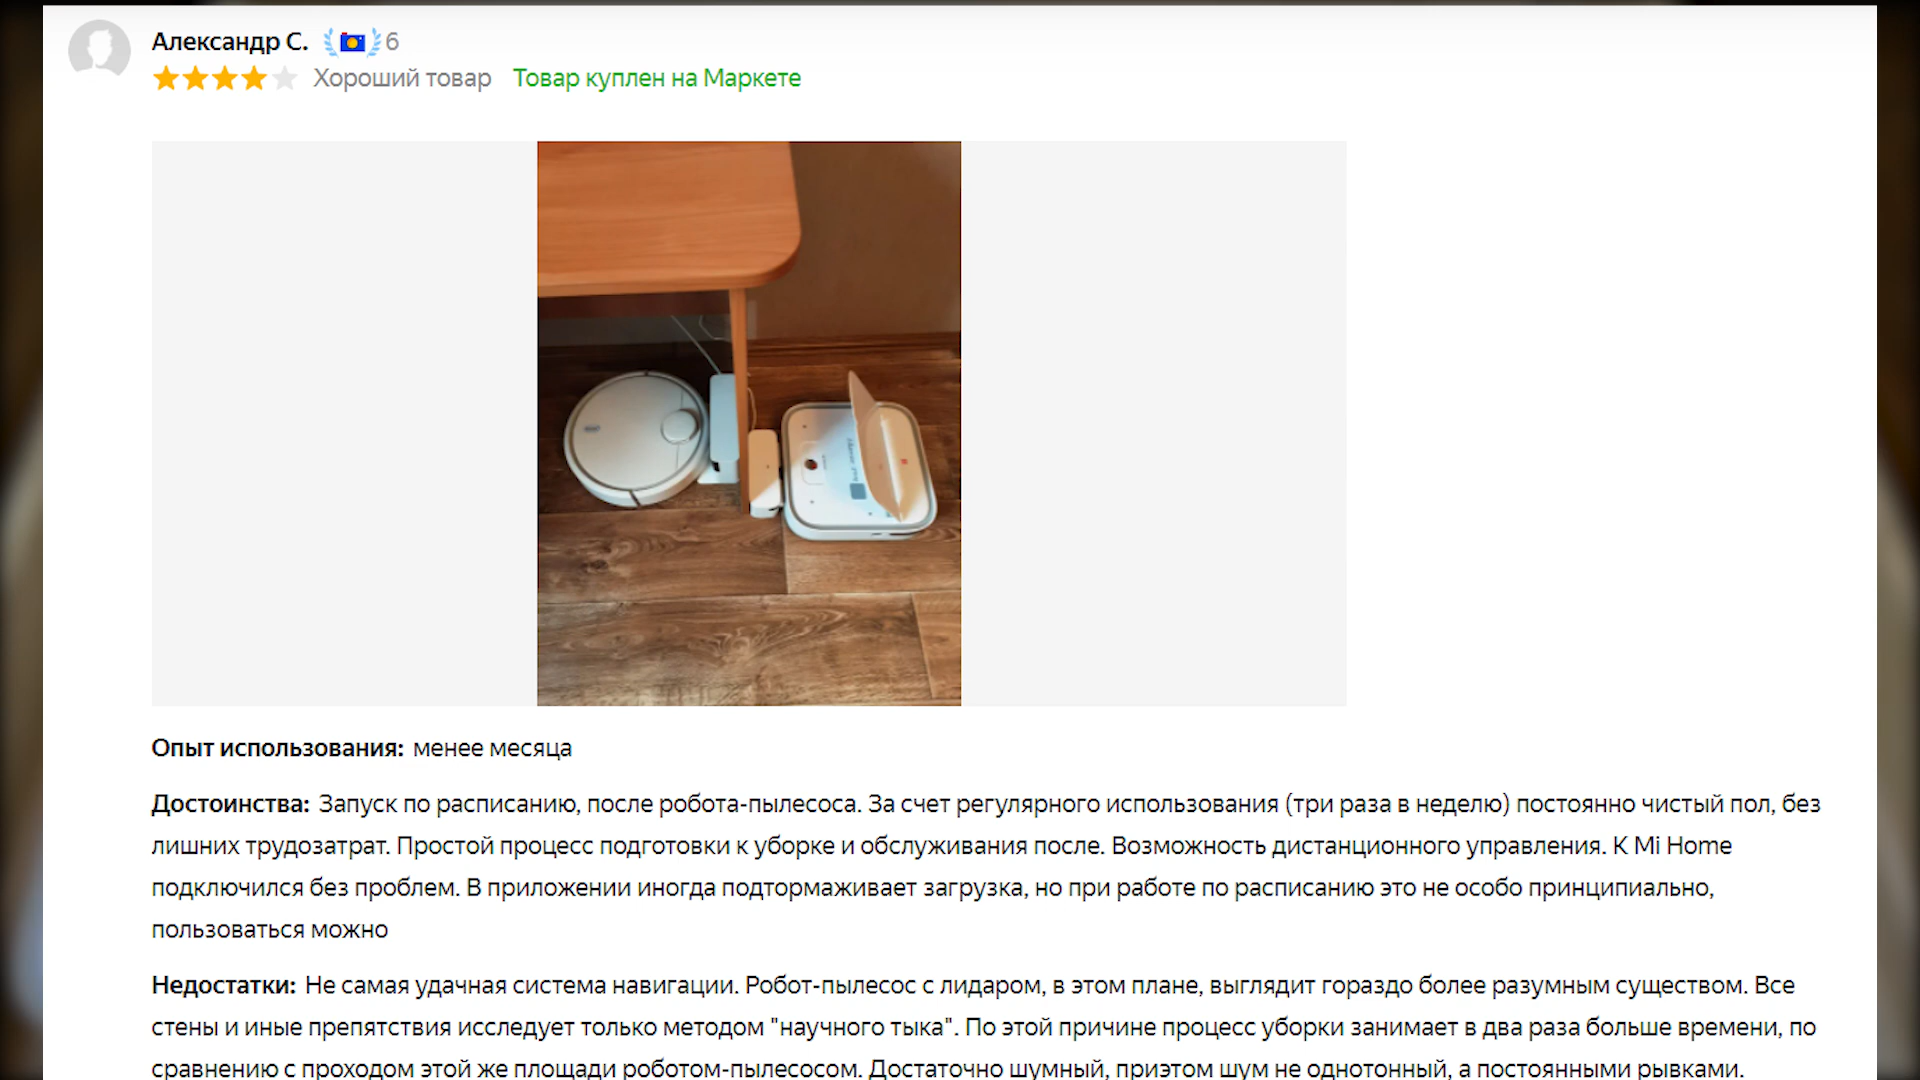 Александр С. 6
Хороший товар Товар куплен на Маркете
Опыт использования: менее месяца
Достоинства: Запуск по расписанию, после робота-пылесоса. За счет регулярного использования (три раза в неделю) постоянно чистый пол, без
лишних трудозатрат. Простой процесс подготовки к уборке и обслуживания после. Возможность дистанционного управления. К Mi Home
подключился без проблем. В приложении иногда подтормаживает загрузка, но при работе по расписанию это не особо принципиально,
пользоваться можно
Недостатки: Не самая удачная система навигации. Робот-пылесос с лидаром, в этом плане, выглядит гораздо более разумным существом. Все
стены и иные препятствия исследует только методом "научного тыка". По этой причине процесс уборки занимает в два раза больше времени, по
сравнению с проходом этой же площади роботом-пылесосом. Достаточно шумный, приэтом шум не однотонный, а постоянными рывками.